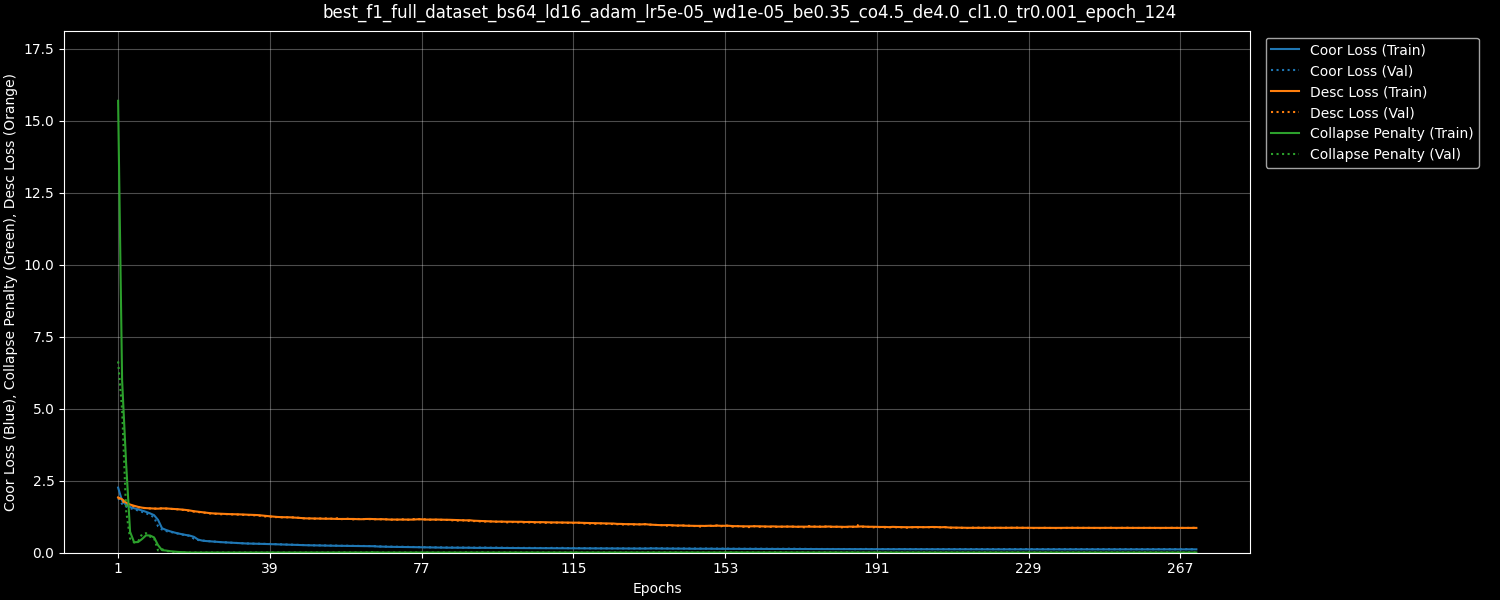 best_f1_full_dataset_bs64_ld16_adam_lr5e-05_wd1e-05_be0.35_co4.5_de4.0_cl1.0_tr0.001_epoch_124
Coor Loss (Blue), Collapse Penalty (Green), Desc Loss (Orange)
17.5
15.0
12.5
10.0
7.5
5.0
2.5
0.0
1 39 77 115 153 191 229 267
Epochs
Coor Loss (Train)
Coor Loss (Val)
Desc Loss (Train)
Desc Loss (Val)
Collapse Penalty (Train)
Collapse Penalty (Val)